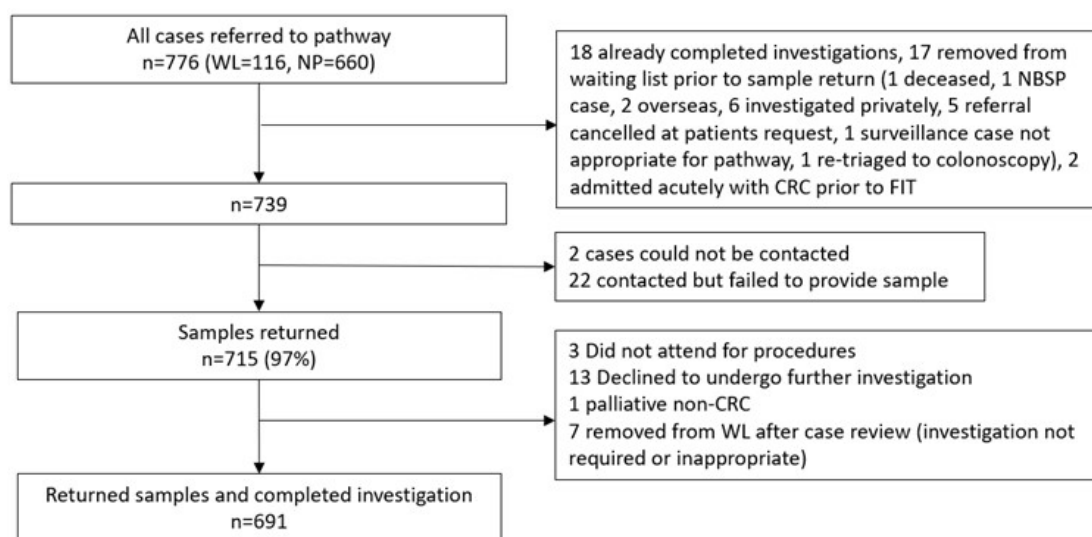 All cases referred to pathway
n=776 (WL=116, NP=660)
18 already completed investigations, 17 removed from
waiting list prior to sample return (1 deceased, 1 NBSP
case, 2 overseas, 6 investigated privately, 5 referral
cancelled at patients request, 1 surveillance case not
appropriate for pathway, 1 re-triaged to colonoscopy), 2
admitted acutely with CRC prior to FIT
n=739
2 cases could not be contacted
22 contacted but failed to provide sample
Samples returned
n=715 (97%)
3 Did not attend for procedures
13 Declined to undergo further investigation
1 palliative non-CRC
7 removed from WL after case review (investigation not
required or inappropriate)
Returned samples and completed investigation
n=691